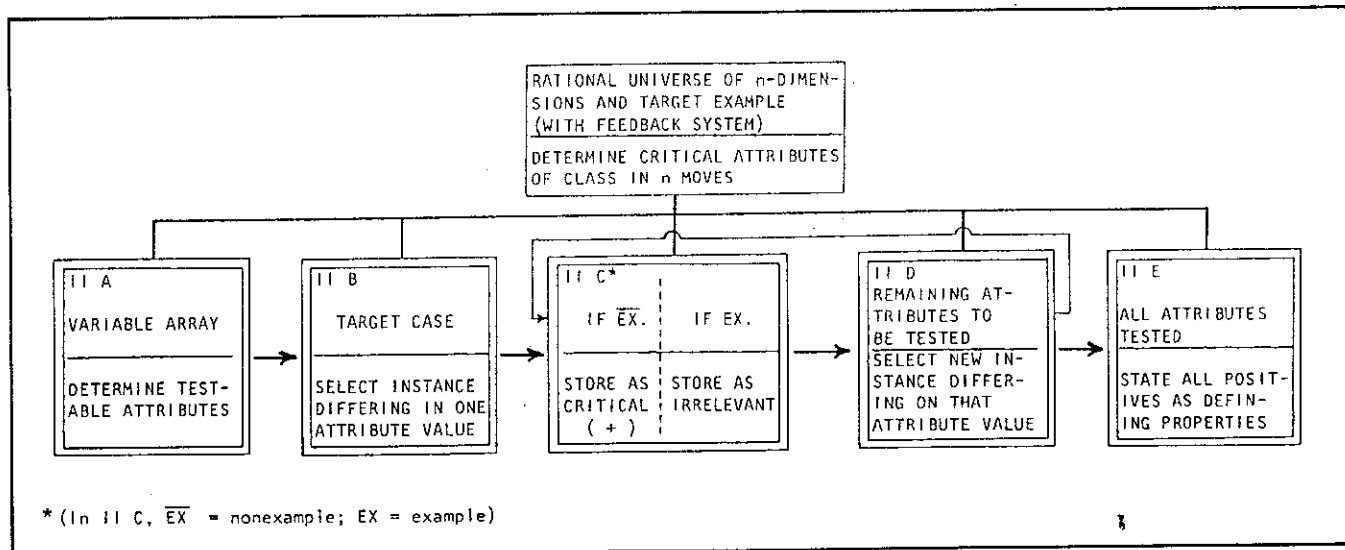 RATIONAL UNIVERSE OF n-DIMEN-
SIONS AND TARGET EXAMPLE
(WITH FEEDBACK SYSTEM)
DETERMINE CRITICAL ATTRIBUTES
OF CLASS IN n MOVES
II A
VARIABLE ARRAY
DETERMINE TEST-
ABLE ATTRIBUTES
II B
TARGET CASE
SELECT INSTANCE
DIFFERING IN ONE
ATTRIBUTE VALUE
II C*
IF E̅X̅.
STORE AS
CRITICAL
( + )
IF EX.
STORE AS
IRRELEVANT
II D
REMAINING AT-
TRIBUTES TO
BE TESTED
SELECT NEW IN-
STANCE DIFFER-
ING ON THAT
ATTRIBUTE VALUE
II E
ALL ATTRIBUTES
TESTED
STATE ALL POSIT-
IVES AS DEFIN-
ING PROPERTIES
*(In II C, E̅X̅ = nonexample; EX = example)